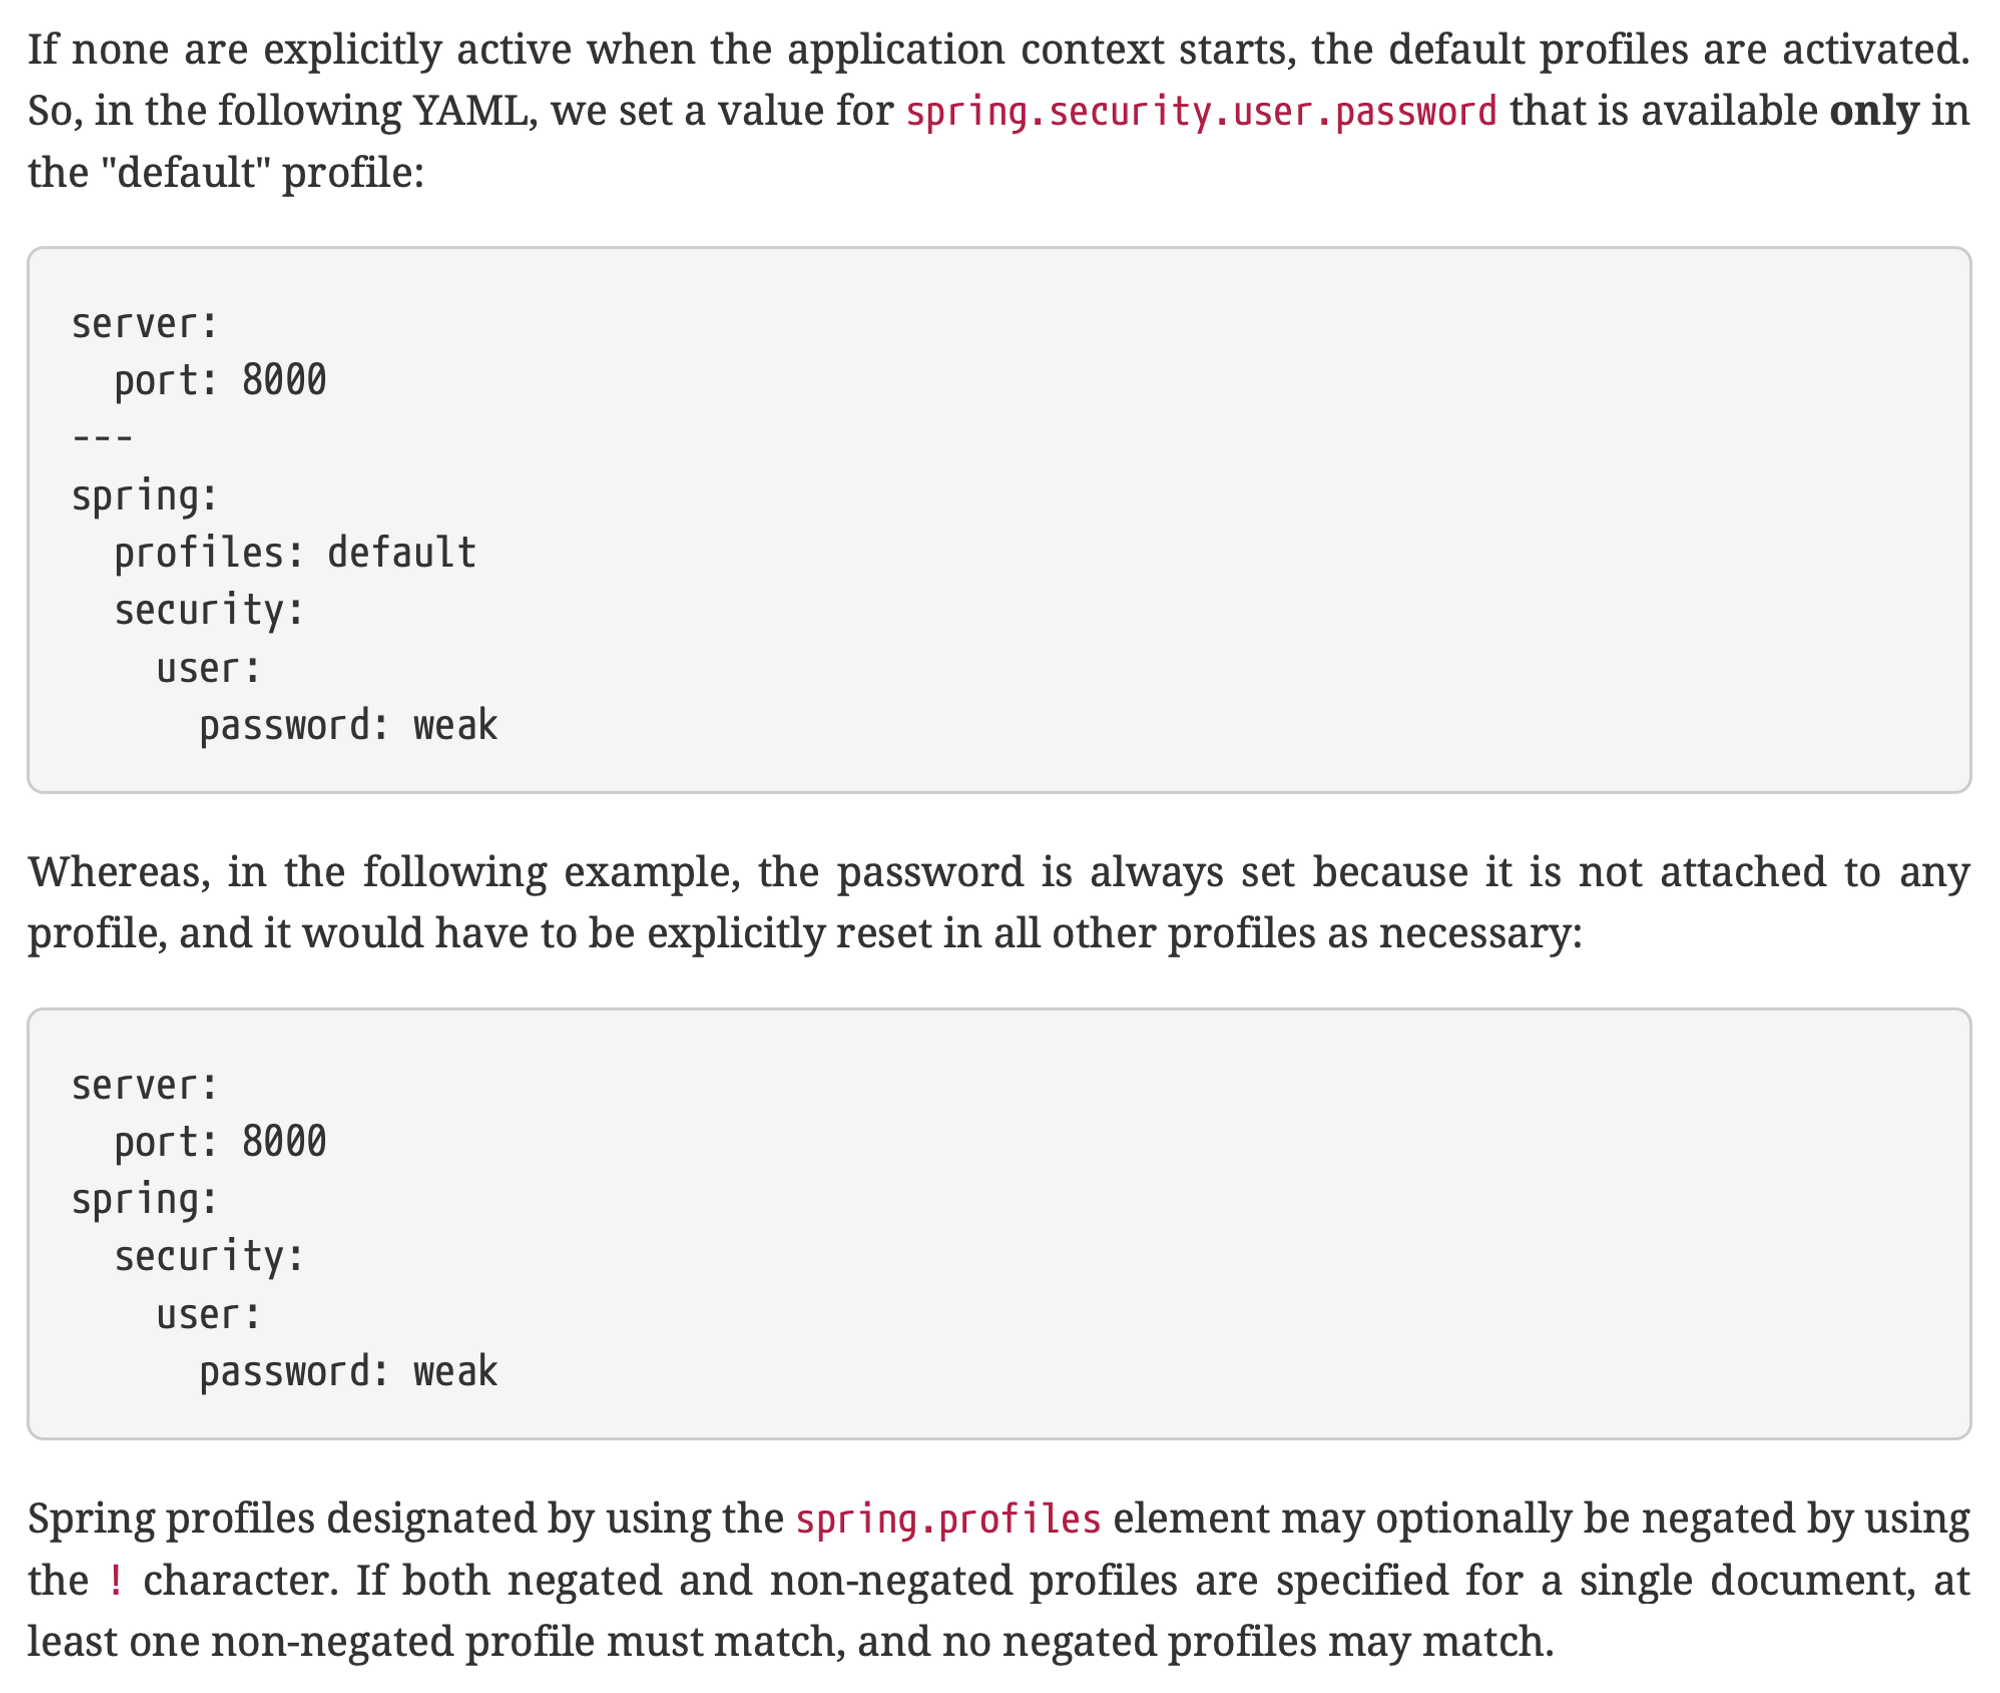 If none are explicitly active when the application context starts, the default profiles are activated.
So, in the following YAML, we set a value for spring.security.user.password that is available only in
the "default" profile:
server:
  port: 8000
---
spring:
  profiles: default
  security:
    user:
      password: weak
Whereas, in the following example, the password is always set because it is not attached to any
profile, and it would have to be explicitly reset in all other profiles as necessary:
server:
  port: 8000
spring:
  security:
    user:
      password: weak
Spring profiles designated by using the spring.profiles element may optionally be negated by using
the ! character. If both negated and non-negated profiles are specified for a single document, at
least one non-negated profile must match, and no negated profiles may match.